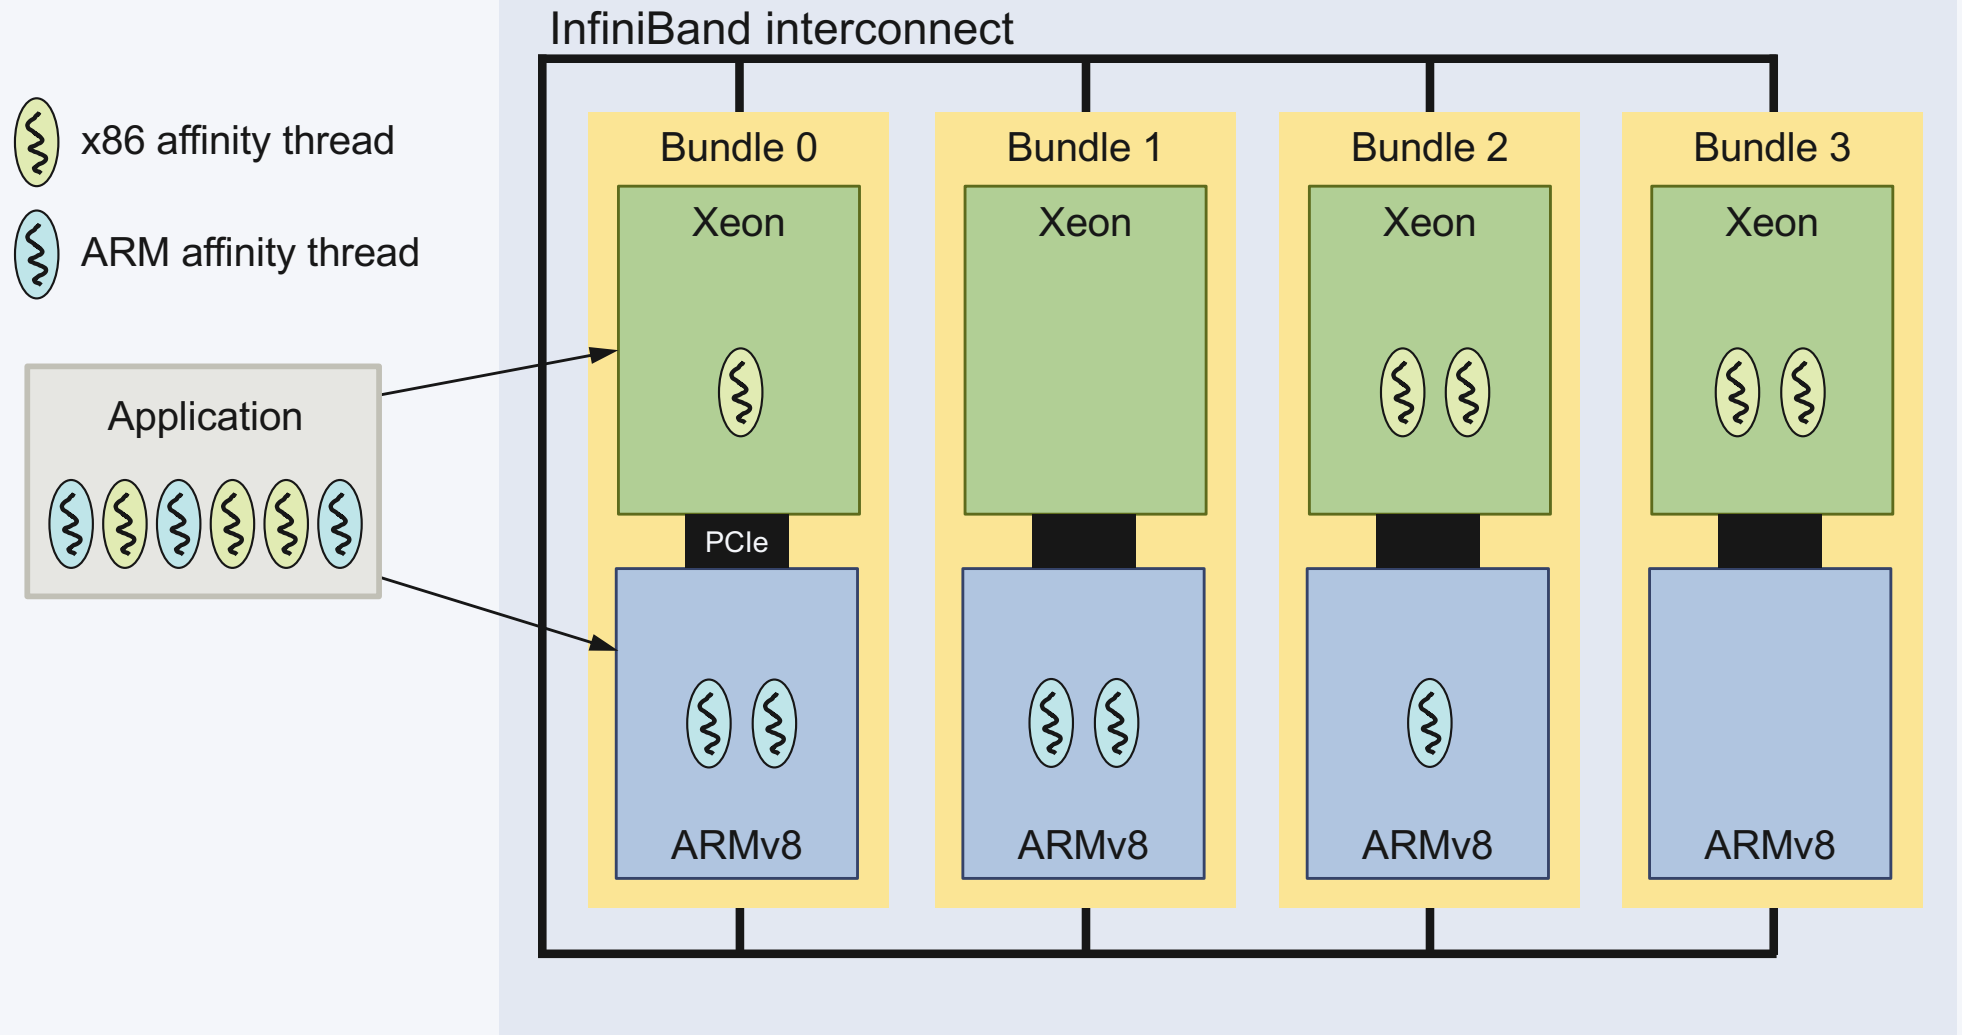 InfiniBand interconnect
x86 affinity thread
ARM affinity thread
Application
Bundle 0
Xeon
PCIe
ARMv8
Bundle 1
Xeon
ARMv8
Bundle 2
Xeon
ARMv8
Bundle 3
Xeon
ARMv8